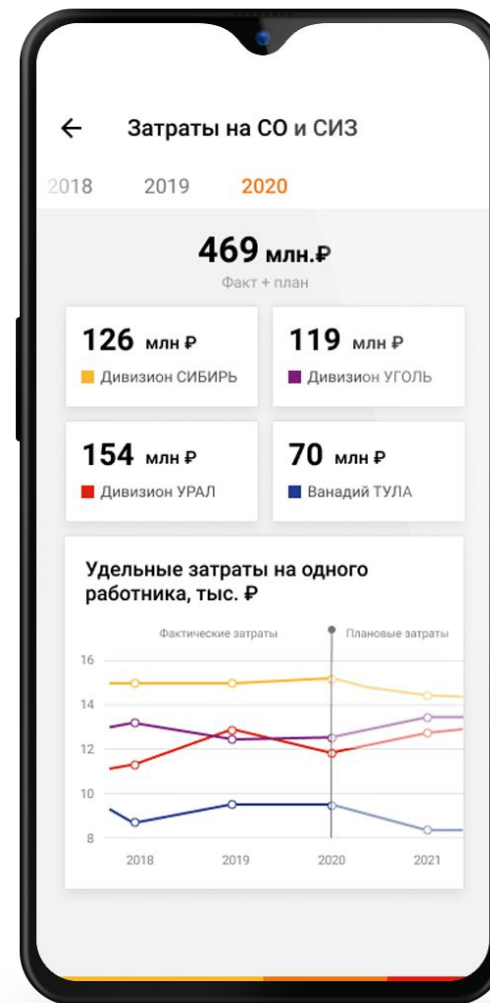 Затраты на СО и СИЗ
2018 2019 2020
469 млн.₽
Факт + план
126 млн ₽
Дивизион СИБИРЬ
119 млн ₽
Дивизион УГОЛЬ
154 млн ₽
Дивизион УРАЛ
70 млн ₽
Ванадий ТУЛА
Удельные затраты на одного
работника, тыс. ₽
Фактические затраты
Плановые затраты
16
14
12
10
8
2018 2019 2020 2021